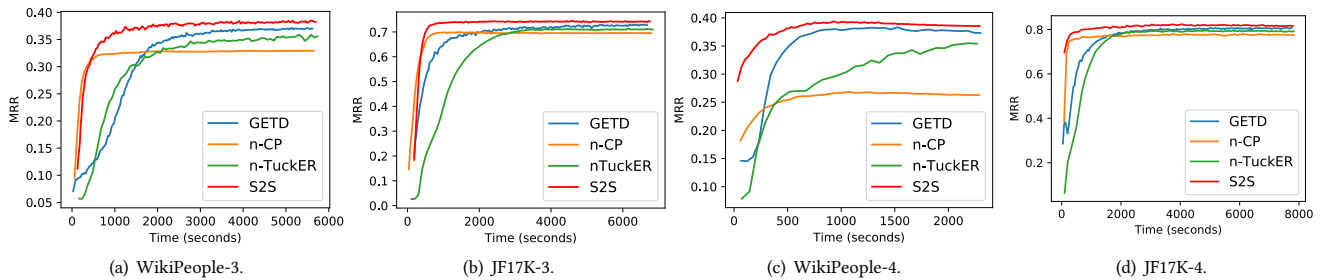 0.40
0.35
0.30
0.25
0.20
0.15
0.10
0.05
MRR
0 1000 2000 3000 4000 5000
Time (seconds)
GETD
n-CP
n-TuckER
S2S
(a) WikiPeople-3.
0.7
0.6
0.5
0.4
0.3
0.2
0.1
0.0
MRR
0 2000 4000 6000
Time (seconds)
GETD
n-CP
nTuckER
S2S
(b) JF17K-3.
0.40
0.35
0.30
0.25
0.20
0.15
0.10
MRR
0 500 1000 1500 2000
Time (seconds)
GETD
n-CP
n-TuckER
S2S
(c) WikiPeople-4.
0.8
0.6
0.4
0.2
MRR
0 2000 4000 6000 8000
Time (seconds)
GETD
n-CP
n-TuckER
S2S
(d) JF17K-4.